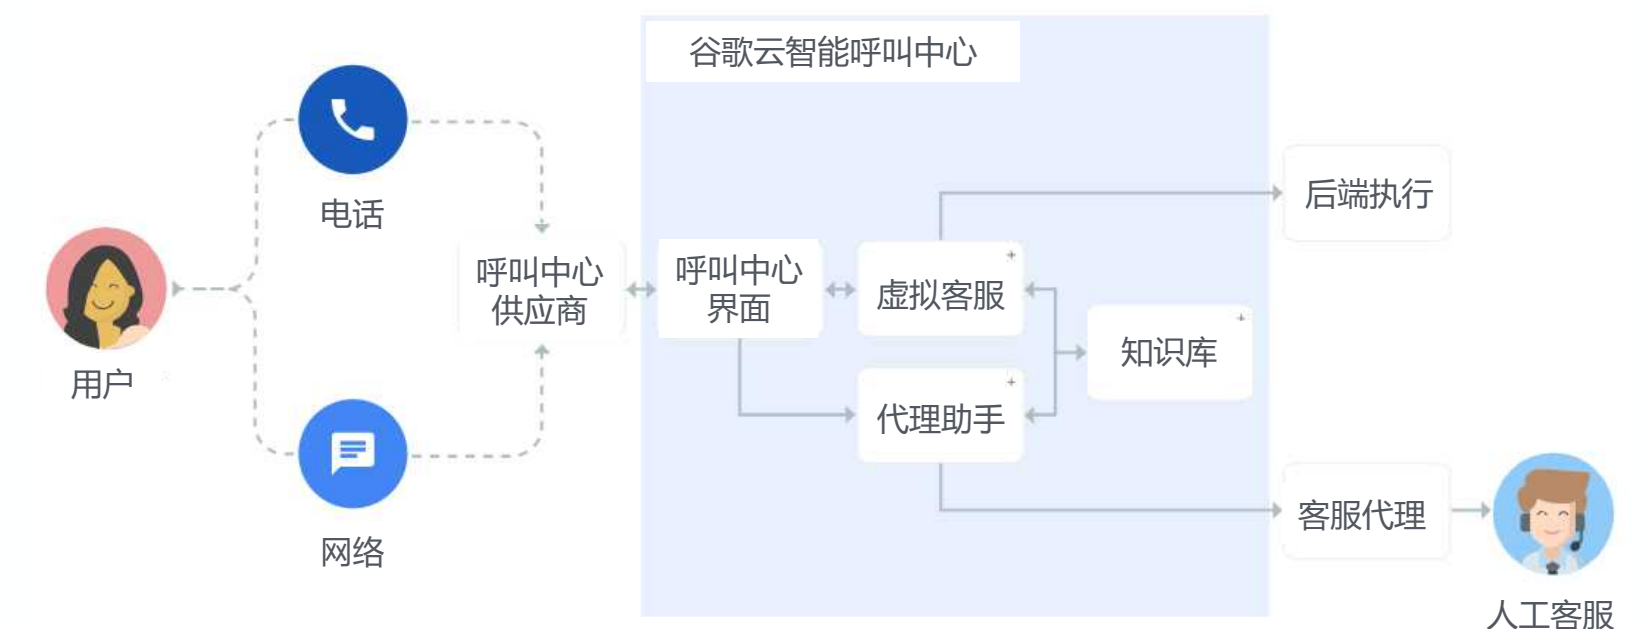 谷歌云智能呼叫中心
电话
用户
网络
呼叫中心
供应商
呼叫中心
界面
虚拟客服
代理助手
知识库
后端执行
客服代理
人工客服